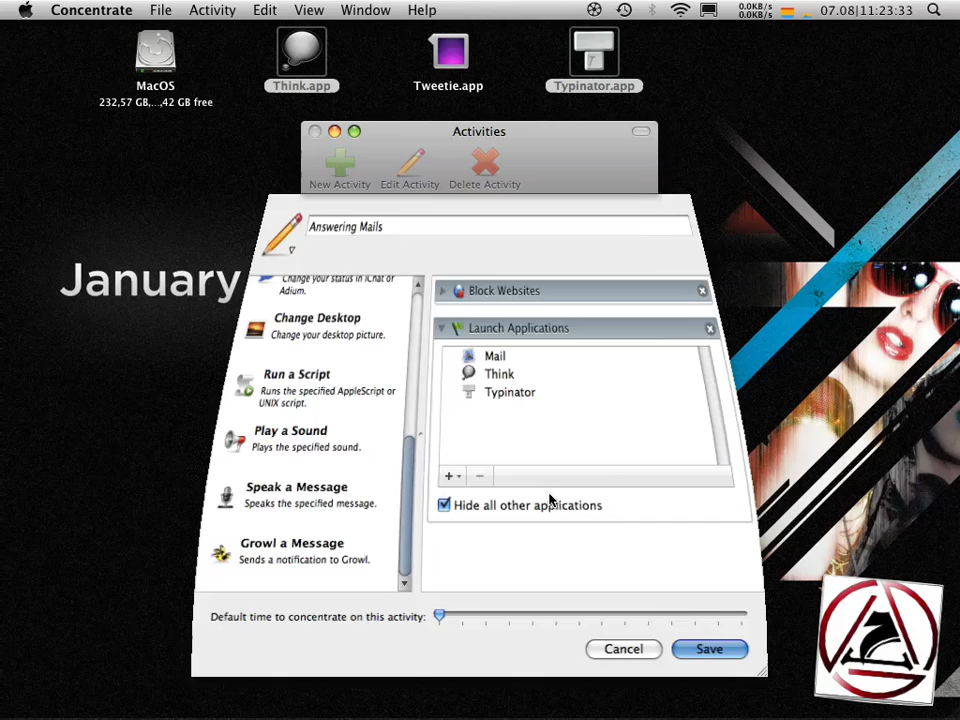 Concentrate File Activity Edit View Window Help 0.0KB/s 0.0KB/s 07.08|11:23:33
MacOS
232,57 GB,...,42 GB free
Think.app
Tweetie.app
Typinator.app
Activities
New Activity Edit Activity Delete Activity
Answering Mails
January
Change your status in iChat or
Adium.
Change Desktop
Change your desktop picture.
Run a Script
Runs the specified AppleScript or
UNIX script.
Play a Sound
Plays the specified sound.
Speak a Message
Speaks the specified message.
Growl a Message
Sends a notification to Growl.
Block Websites
Launch Applications
Mail
Think
Typinator
Hide all other applications
Default time to concentrate on this activity:
Cancel Save